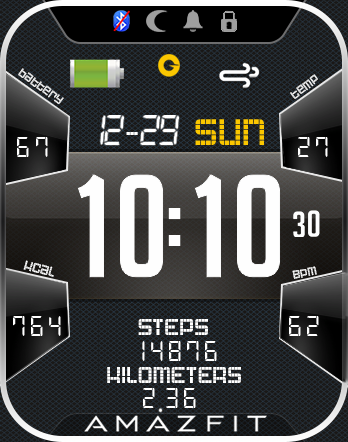 battery
temp
12-29 SUN
67
27
10:10 30
kcal
BPM
764
62
STEPS
14876
KILOMETERS
2.36
AMAZFIT